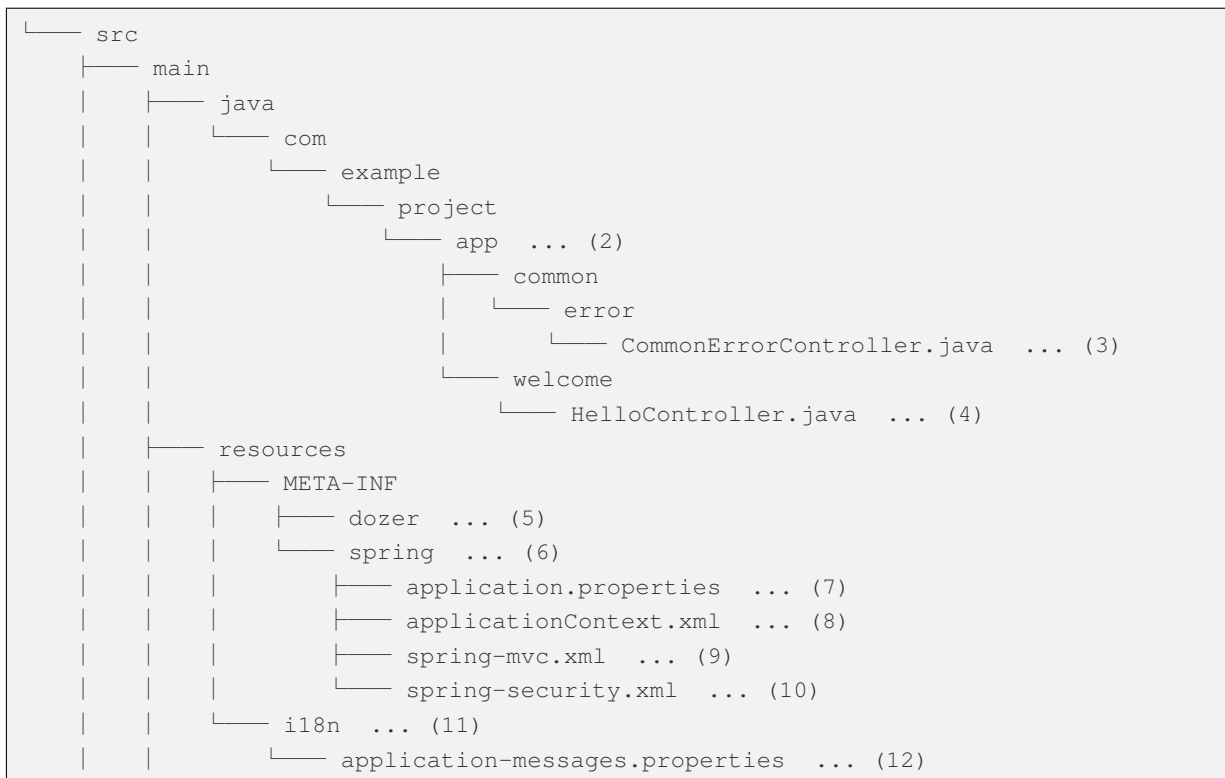 └── src
    ├── main
    │   ├── java
    │   │   └── com
    │   │       └── example
    │   │           └── project
    │   │               └── app  ... (2)
    │   │                   ├── common
    │   │                   │   └── error
    │   │                   │       └── CommonErrorController.java  ... (3)
    │   │                   └── welcome
    │   │                       └── HelloController.java  ... (4)
    │   ├── resources
    │   │   ├── META-INF
    │   │   │   ├── dozer  ... (5)
    │   │   │   └── spring  ... (6)
    │   │   │       ├── application.properties  ... (7)
    │   │   │       ├── applicationContext.xml  ... (8)
    │   │   │       ├── spring-mvc.xml  ... (9)
    │   │   │       └── spring-security.xml  ... (10)
    │   │   └── i18n  ... (11)
    │   │       └── application-messages.properties  ... (12)